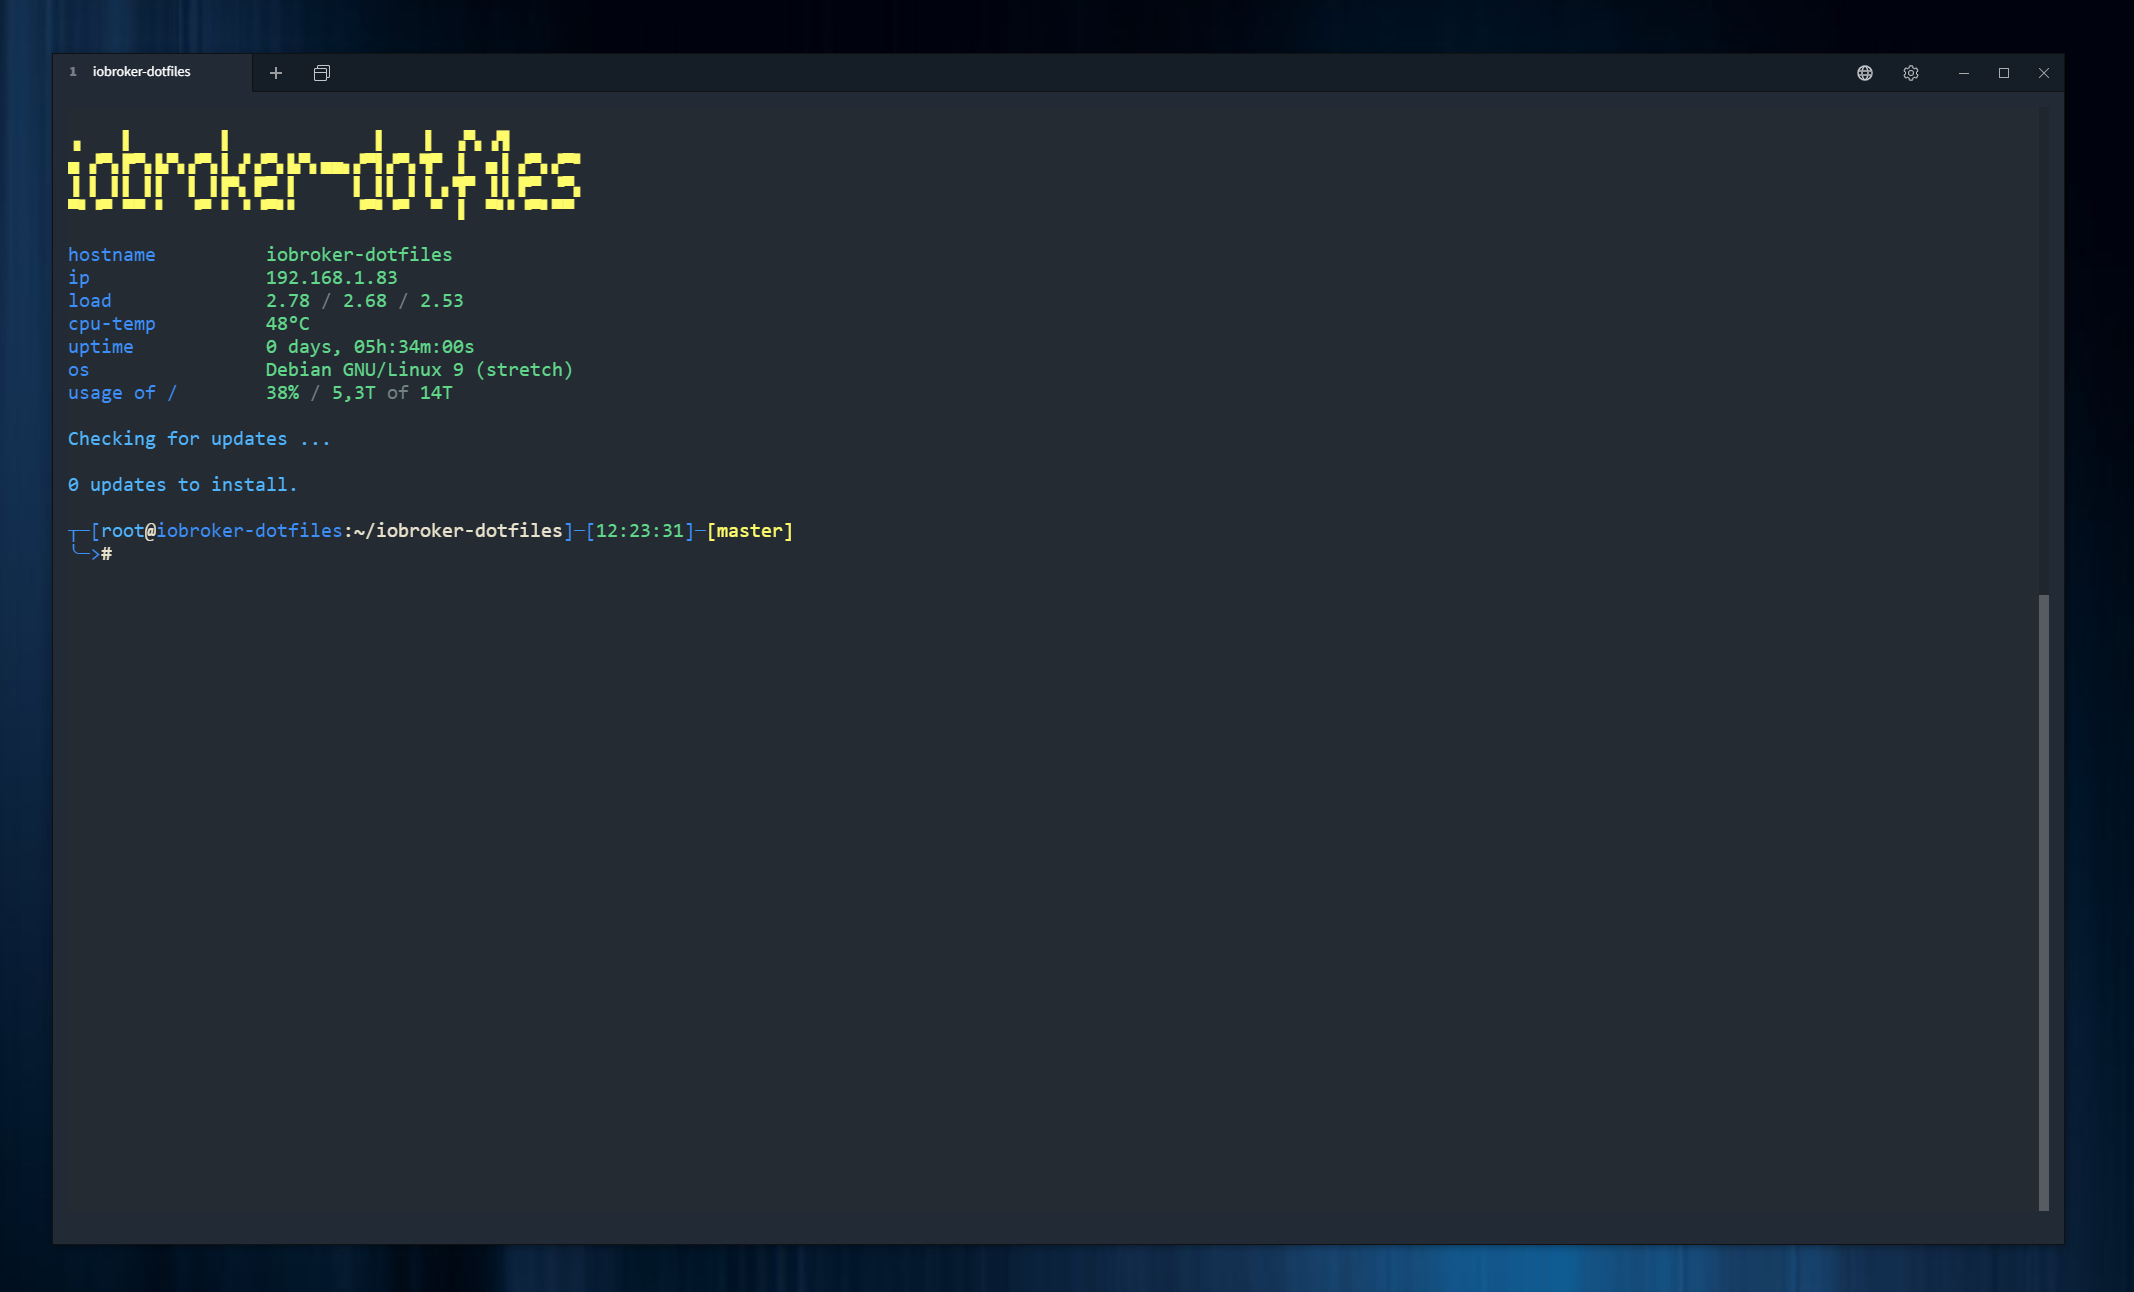 1 iobroker-dotfiles
iobroker-dotfiles
hostname iobroker-dotfiles
ip 192.168.1.83
load 2.78 / 2.68 / 2.53
cpu-temp 48°C
uptime 0 days, 05h:34m:00s
os Debian GNU/Linux 9 (stretch)
usage of / 38% / 5,3T of 14T
Checking for updates ...
0 updates to install.
┬─[root@iobroker-dotfiles:~/iobroker-dotfiles]─[12:23:31]─[master]
╰─>#